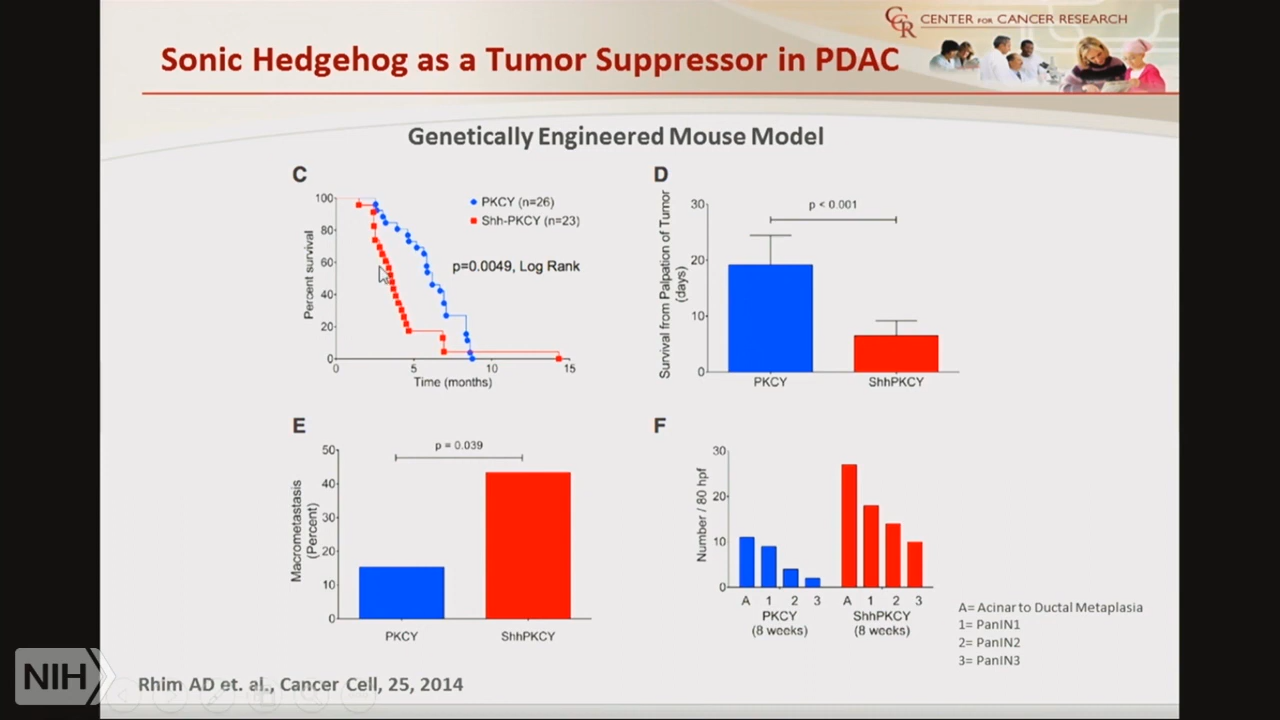 CCR CENTER FOR CANCER RESEARCH
Sonic Hedgehog as a Tumor Suppressor in PDAC
Genetically Engineered Mouse Model
C
Percent survival
100
80
60
40
20
0
0 5 10 15
Time (months)
PKCY (n=26)
Shh-PKCY (n=23)
p=0.0049, Log Rank
D
Survival from Palpation of Tumor
(days)
30
20
10
0
p < 0.001
PKCY ShhPKCY
E
Macrometastasis
(Percent)
50
40
30
20
10
0
p = 0.039
PKCY ShhPKCY
F
Number / 80 hpf
30
20
10
0
A 1 2 3 A 1 2 3
PKCY ShhPKCY
(8 weeks) (8 weeks)
A= Acinar to Ductal Metaplasia
1= PanIN1
2= PanIN2
3= PanIN3
NIH
Rhim AD et. al., Cancer Cell, 25, 2014